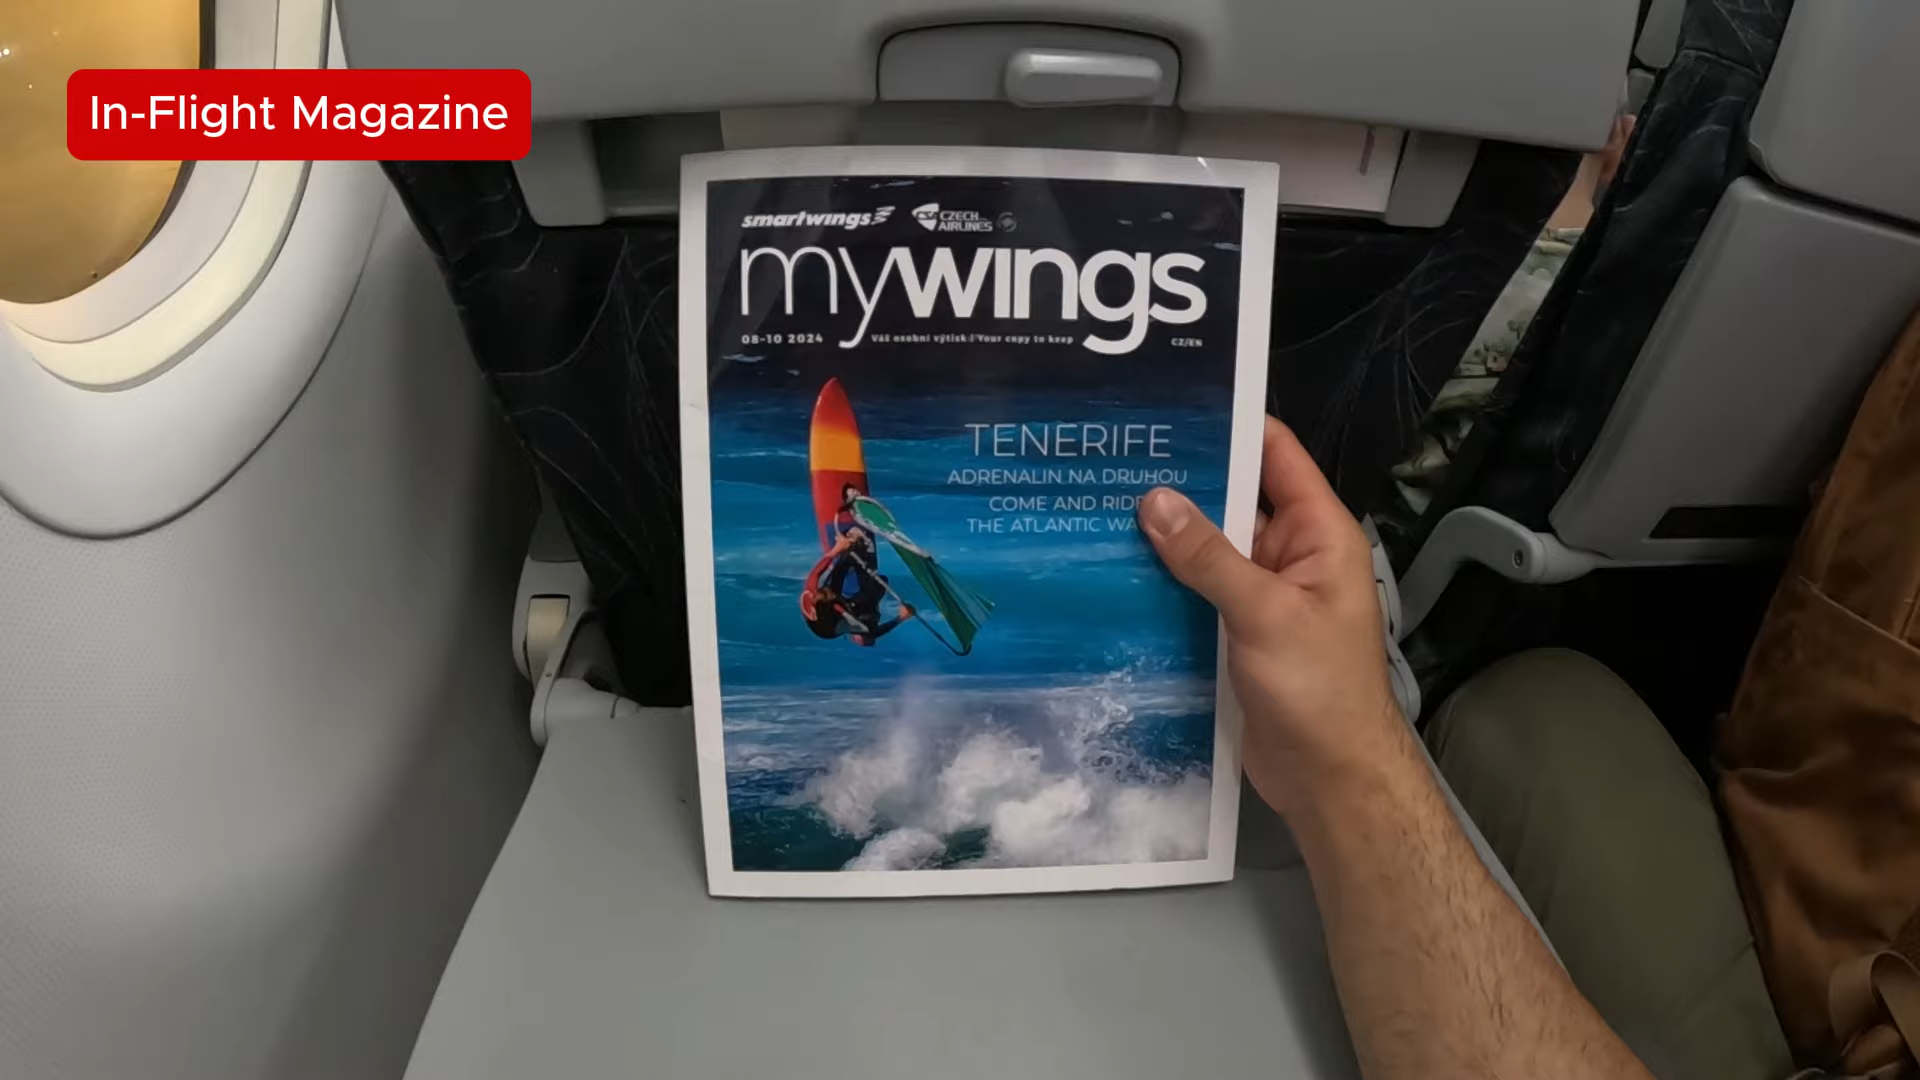 In-Flight Magazine
smartwings
CSA CZECH AIRLINES
mywings
08-10 2024 Váš osobní výtisk | Your copy to keep CZ/EN
TENERIFE
ADRENALIN NA DRUHOU
COME AND RIDE
THE ATLANTIC